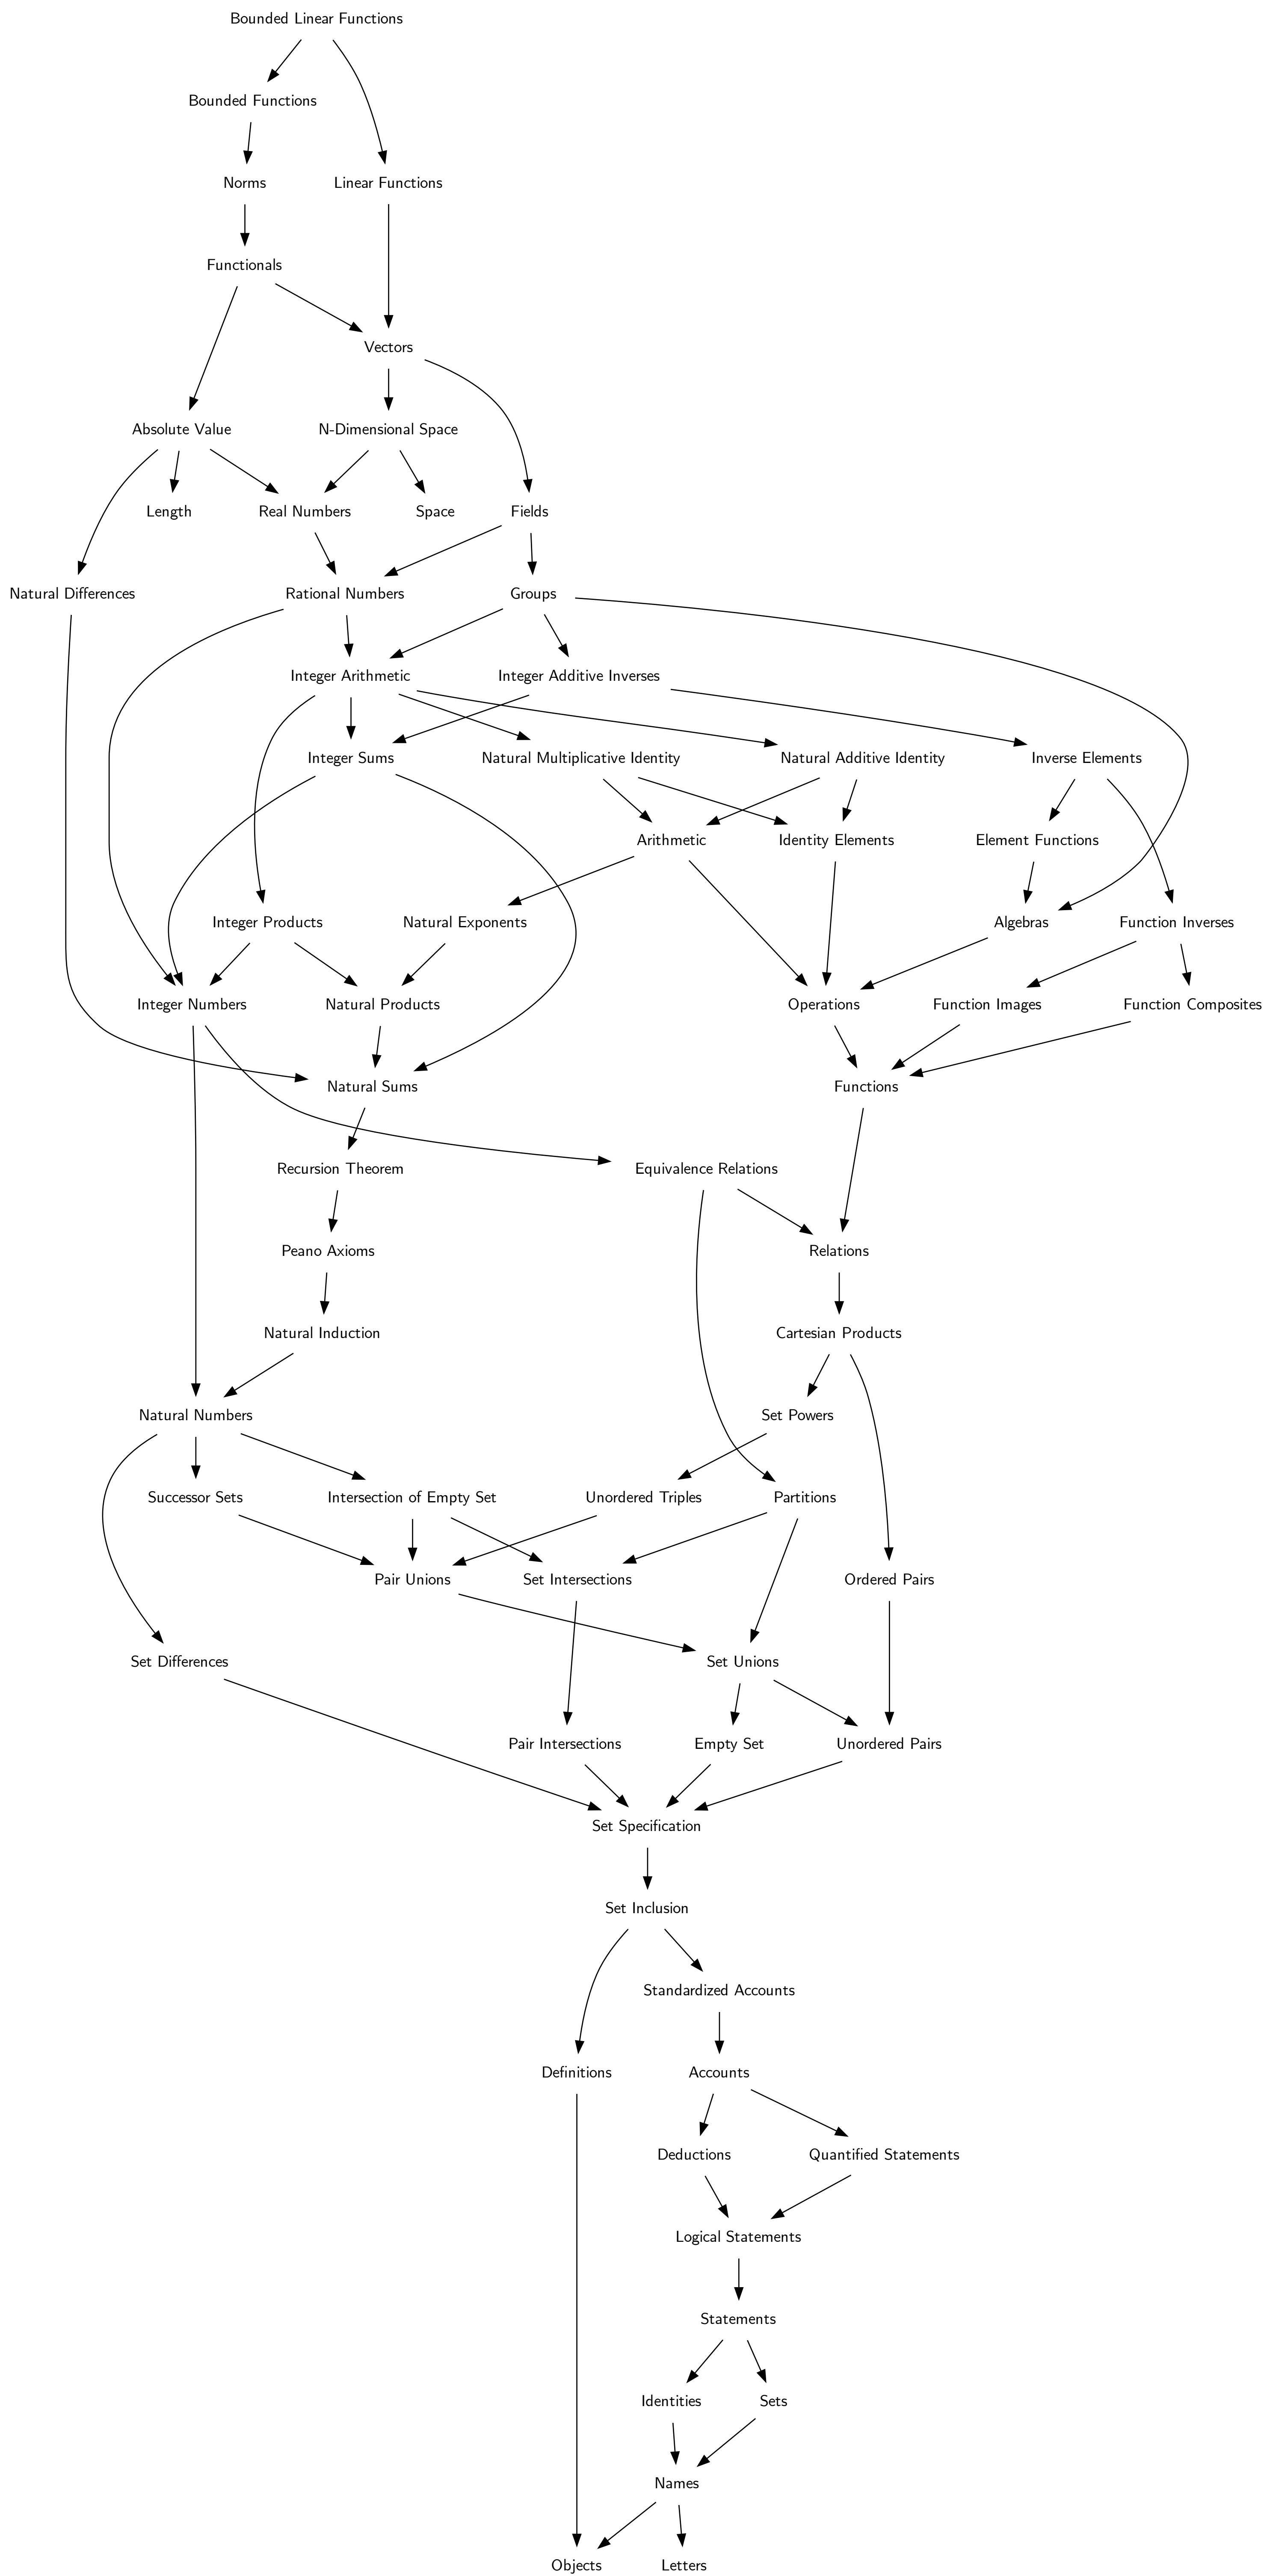 Bounded Linear Functions
Bounded Functions
Norms
Linear Functions
Functionals
Vectors
Absolute Value
N-Dimensional Space
Length
Real Numbers
Space
Fields
Natural Differences
Rational Numbers
Groups
Integer Arithmetic
Integer Additive Inverses
Integer Sums
Natural Multiplicative Identity
Natural Additive Identity
Inverse Elements
Arithmetic
Identity Elements
Element Functions
Integer Products
Natural Exponents
Algebras
Function Inverses
Integer Numbers
Natural Products
Operations
Function Images
Function Composites
Natural Sums
Functions
Recursion Theorem
Equivalence Relations
Peano Axioms
Relations
Natural Induction
Cartesian Products
Natural Numbers
Set Powers
Successor Sets
Intersection of Empty Set
Unordered Triples
Partitions
Pair Unions
Set Intersections
Ordered Pairs
Set Differences
Set Unions
Pair Intersections
Empty Set
Unordered Pairs
Set Specification
Set Inclusion
Standardized Accounts
Definitions
Accounts
Deductions
Quantified Statements
Logical Statements
Statements
Identities
Sets
Names
Objects
Letters